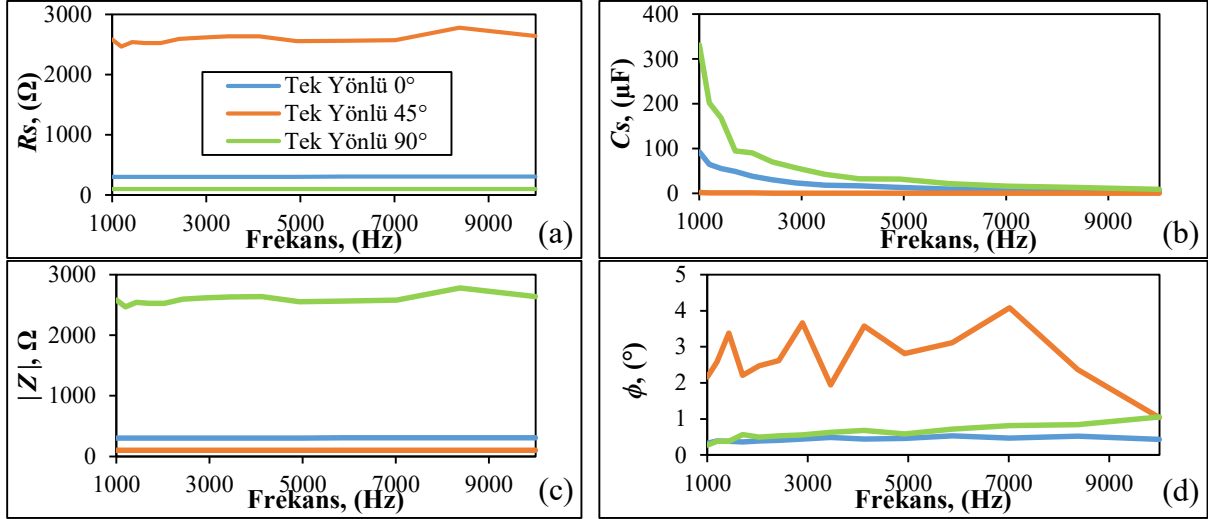 3000
2000
1000
0
Rs, (Ω)
Tek Yönlü 0°
Tek Yönlü 45°
Tek Yönlü 90°
1000 3000 5000 7000 9000
Frekans, (Hz)
(a)
400
300
200
100
0
Cs, (µF)
1000 3000 5000 7000 9000
Frekans, (Hz)
(b)
3000
2000
1000
0
|Z|, Ω
1000 3000 5000 7000 9000
Frekans, (Hz)
(c)
5
4
3
2
1
0
ϕ, (°)
1000 3000 5000 7000 9000
Frekans, (Hz)
(d)